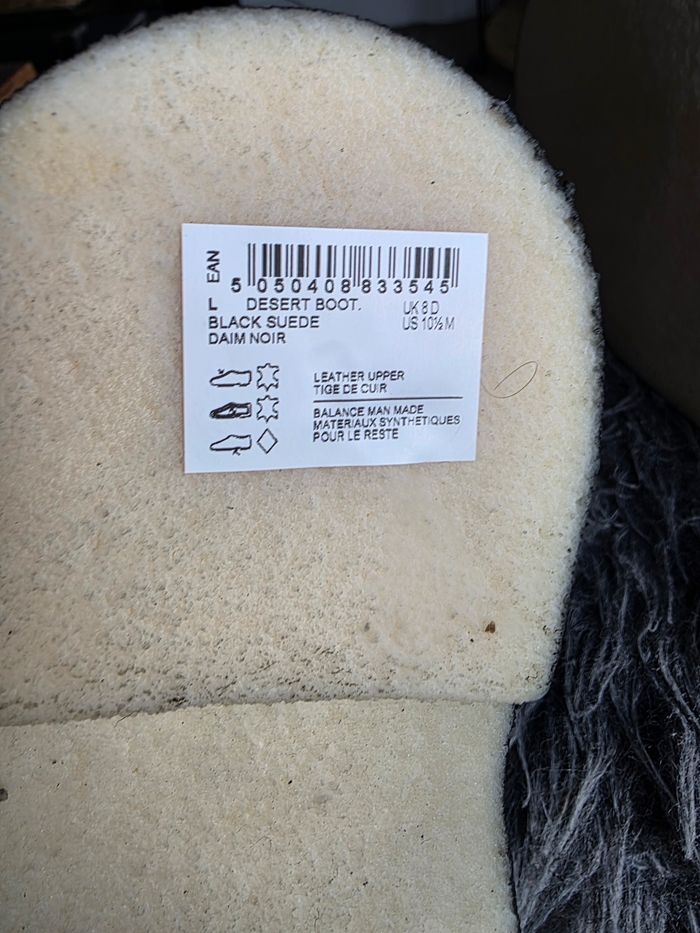 EAN
5 050408 833545
L DESERT BOOT. UK 8 D
BLACK SUEDE US 10½ M
DAIM NOIR
LEATHER UPPER
TIGE DE CUIR
BALANCE MAN MADE
MATERIAUX SYNTHETIQUES
POUR LE RESTE